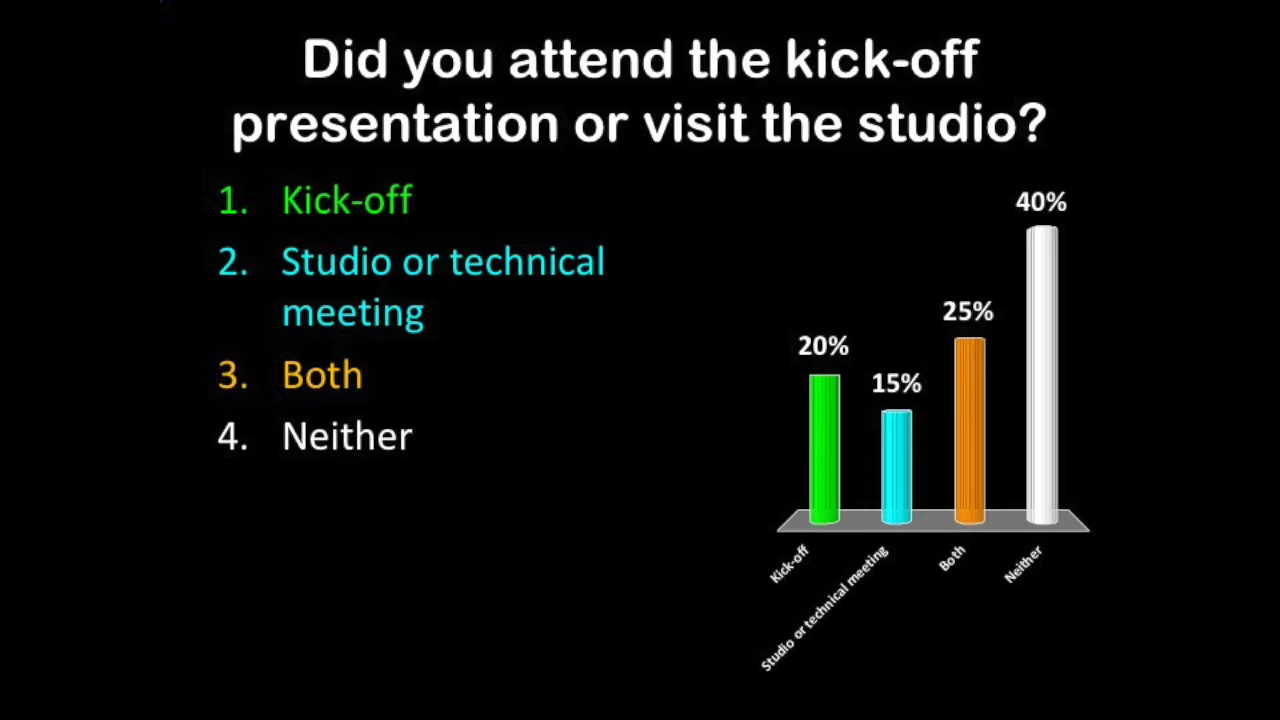 Did you attend the kick-off
presentation or visit the studio?
1. Kick-off
2. Studio or technical
meeting
3. Both
4. Neither
20%
15%
25%
40%
Kick-off
Studio or technical meeting
Both
Neither